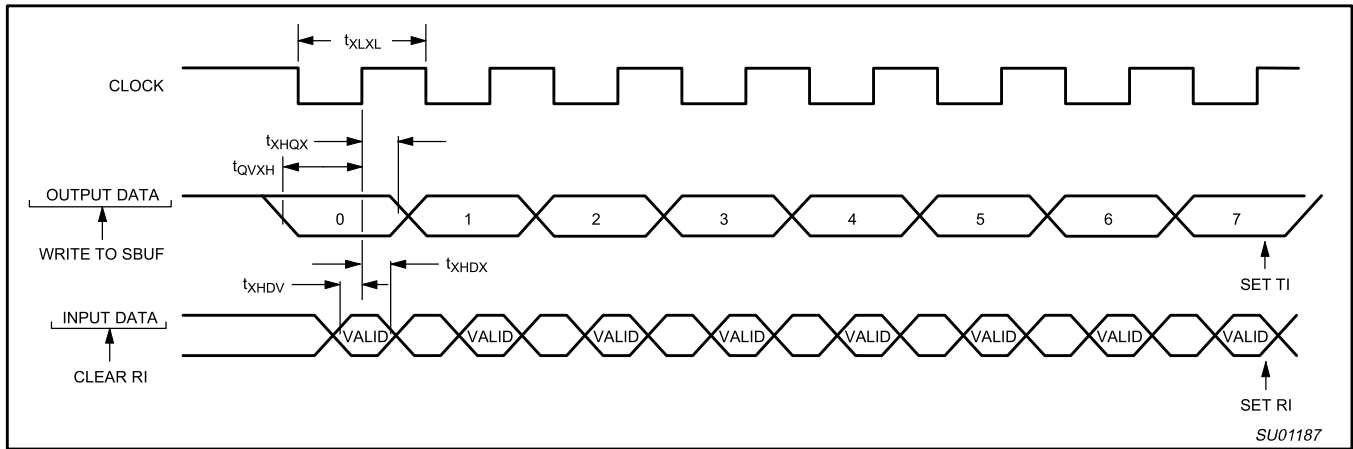 tXLXL
CLOCK
tXHQX
tQVXH
OUTPUT DATA
0 1 2 3 4 5 6 7
WRITE TO SBUF
tXHDX
SET TI
tXHDV
INPUT DATA
VALID VALID VALID VALID VALID VALID VALID VALID
CLEAR RI
SET RI
SU01187